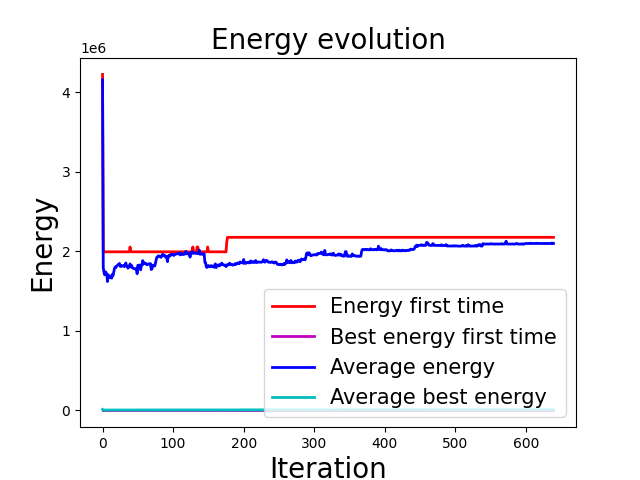 Energy evolution
1e6
4
3
2
1
0
Energy
Energy first time
Best energy first time
Average energy
Average best energy
0 100 200 300 400 500 600
Iteration